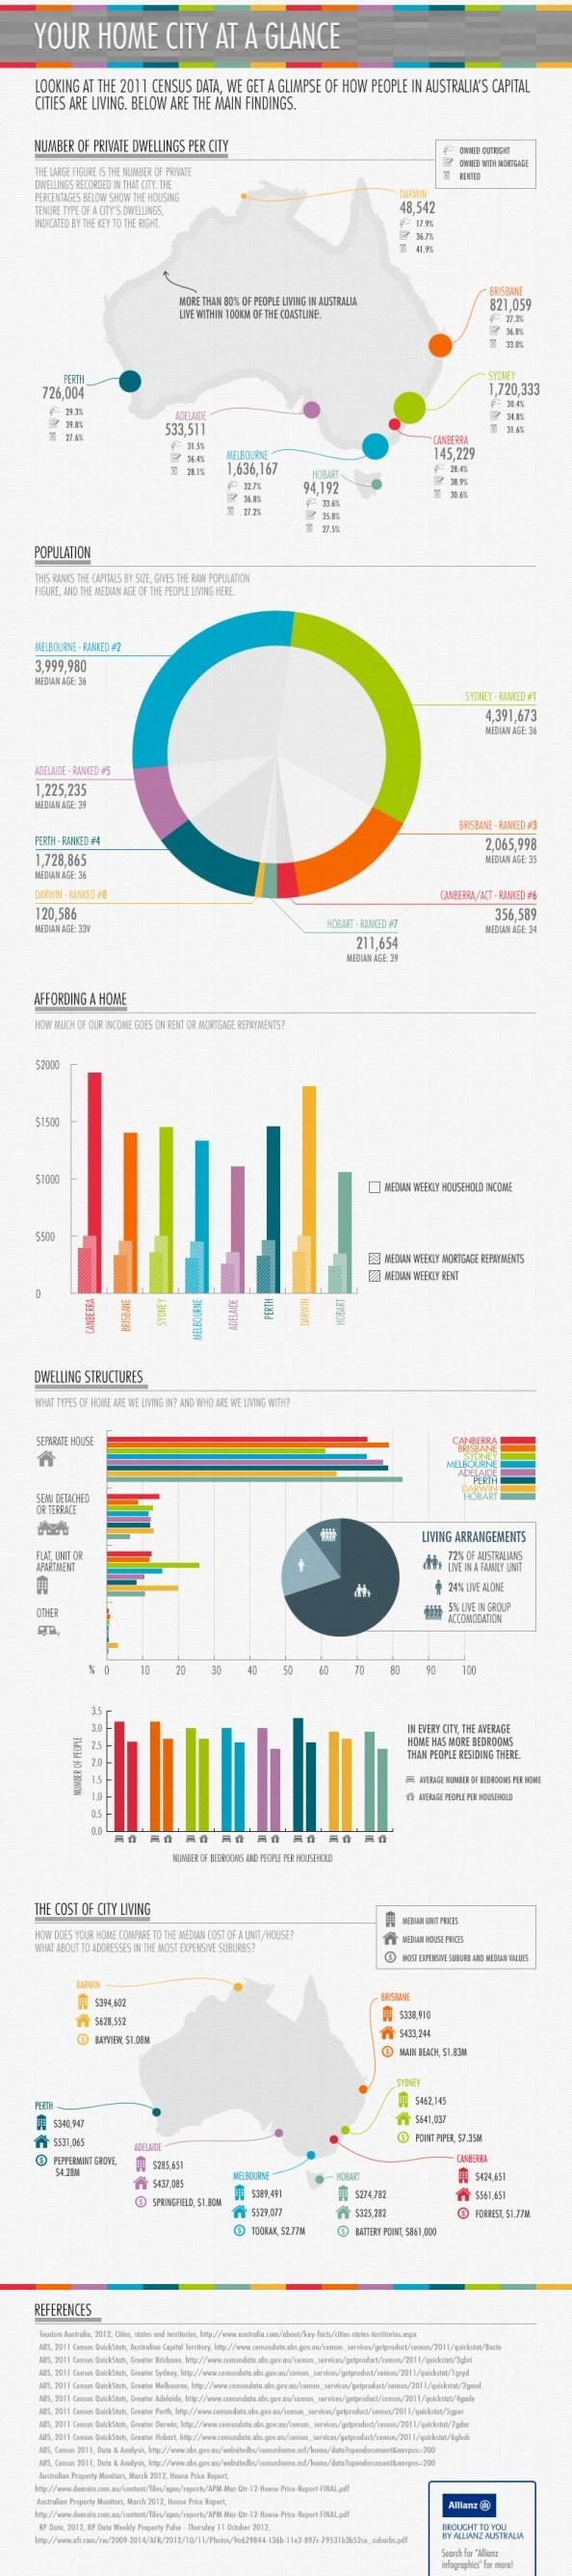 YOUR HOME CITY AT A GLANCE
LOOKING AT THE 2011 CENSUS DATA, WE GET A GLIMPSE OF HOW PEOPLE IN AUSTRALIA'S CAPITAL
CITIES ARE LIVING. BELOW ARE THE MAIN FINDINGS.
NUMBER OF PRIVATE DWELLINGS PER CITY
THE LARGE FIGURE IS THE NUMBER OF PRIVATE
DWELLINGS RECORDED IN THAT CITY. THE
PERCENTAGES BELOW SHOW THE HOUSING
TENURE TYPE OF A CITY'S DWELLINGS,
INDICATED BY THE KEY TO THE RIGHT.
OWNED OUTRIGHT
OWNED WITH MORTGAGE
RENTED
DARWIN
48,542
17.9%
36.7%
41.9%
MORE THAN 80% OF PEOPLE LIVING IN AUSTRALIA
LIVE WITHIN 100KM OF THE COASTLINE.
BRISBANE
821,059
27.3%
36.8%
33.0%
PERTH
726,004
29.3%
39.8%
27.6%
SYDNEY
1,720,333
30.4%
34.8%
31.6%
ADELAIDE
533,511
31.5%
36.4%
28.1%
MELBOURNE
1,636,167
32.7%
36.8%
27.2%
HOBART
94,192
33.6%
35.8%
27.5%
CANBERRA
145,229
28.4%
38.9%
30.6%
POPULATION
THIS RANKS THE CAPITALS BY SIZE, GIVES THE RAW POPULATION
FIGURE, AND THE MEDIAN AGE OF THE PEOPLE LIVING HERE.
MELBOURNE - RANKED #2
3,999,980
MEDIAN AGE: 36
SYDNEY - RANKED #1
4,391,673
MEDIAN AGE: 36
ADELAIDE - RANKED #5
1,225,235
MEDIAN AGE: 39
BRISBANE - RANKED #3
2,065,998
MEDIAN AGE: 35
PERTH - RANKED #4
1,728,865
MEDIAN AGE: 36
DARWIN - RANKED #8
120,586
MEDIAN AGE: 33V
CANBERRA/ACT - RANKED #6
356,589
MEDIAN AGE: 34
HOBART - RANKED #7
211,654
MEDIAN AGE: 39
AFFORDING A HOME
HOW MUCH OF OUR INCOME GOES ON RENT OR MORTGAGE REPAYMENTS?
$2000
$1500
$1000
$500
0
CANBERRA
BRISBANE
SYDNEY
MELBOURNE
ADELAIDE
PERTH
DARWIN
HOBART
MEDIAN WEEKLY HOUSEHOLD INCOME
MEDIAN WEEKLY MORTGAGE REPAYMENTS
MEDIAN WEEKLY RENT
DWELLING STRUCTURES
WHAT TYPES OF HOME ARE WE LIVING IN? AND WHO ARE WE LIVING WITH?
SEPARATE HOUSE
SEMI DETACHED
OR TERRACE
FLAT, UNIT OR
APARTMENT
OTHER
CANBERRA
BRISBANE
SYDNEY
MELBOURNE
ADELAIDE
PERTH
DARWIN
HOBART
LIVING ARRANGEMENTS
72% OF AUSTRALIANS
LIVE IN A FAMILY UNIT
24% LIVE ALONE
5% LIVE IN GROUP
ACCOMODATION
% 0 10 20 30 40 50 60 70 80 90 100
NUMBER OF PEOPLE
3.5
3.0
2.5
2.0
1.5
1.0
0.5
0.0
NUMBER OF BEDROOMS AND PEOPLE PER HOUSEHOLD
IN EVERY CITY, THE AVERAGE
HOME HAS MORE BEDROOMS
THAN PEOPLE RESIDING THERE.
AVERAGE NUMBER OF BEDROOMS PER HOME
AVERAGE PEOPLE PER HOUSEHOLD
THE COST OF CITY LIVING
HOW DOES YOUR HOME COMPARE TO THE MEDIAN COST OF A UNIT/HOUSE?
WHAT ABOUT TO ADDRESSES IN THE MOST EXPENSIVE SUBURBS?
MEDIAN UNIT PRICES
MEDIAN HOUSE PRICES
MOST EXPENSIVE SUBURB AND MEDIAN VALUES
DARWIN
$394,602
$628,552
BAYVIEW, $1.08M
BRISBANE
$338,910
$433,244
MAIN BEACH, $1.83M
SYDNEY
$462,145
$641,037
POINT PIPER, $7.35M
PERTH
$340,947
$531,065
PEPPERMINT GROVE,
$4.28M
ADELAIDE
$285,651
$437,085
SPRINGFIELD, $1.80M
MELBOURNE
$389,491
$529,077
TOORAK, $2.77M
HOBART
$274,782
$325,282
BATTERY POINT, $861,000
CANBERRA
$424,651
$561,651
FORREST, $1.77M
REFERENCES
Tourism Australia, 2012, Cities, states and territories, http://www.australia.com/about/key-facts/cities-states-territories.aspx
ABS, 2011 Census QuickStats, Australian Capital Territory, http://www.censusdata.abs.gov.au/census_services/getproduct/census/2011/quickstat/8acte
ABS, 2011 Census QuickStats, Greater Brisbane, http://www.censusdata.abs.gov.au/census_services/getproduct/census/2011/quickstat/3gbri
ABS, 2011 Census QuickStats, Greater Sydney, http://www.censusdata.abs.gov.au/census_services/getproduct/census/2011/quickstat/1gsyd
ABS, 2011 Census QuickStats, Greater Melbourne, http://www.censusdata.abs.gov.au/census_services/getproduct/census/2011/quickstat/2gmel
ABS, 2011 Census QuickStats, Greater Adelaide, http://www.censusdata.abs.gov.au/census_services/getproduct/census/2011/quickstat/4gade
ABS, 2011 Census QuickStats, Greater Perth, http://www.censusdata.abs.gov.au/census_services/getproduct/census/2011/quickstat/5gper
ABS, 2011 Census QuickStats, Greater Darwin, http://www.censusdata.abs.gov.au/census_services/getproduct/census/2011/quickstat/7gdar
ABS, 2011 Census QuickStats, Greater Hobart, http://www.censusdata.abs.gov.au/census_services/getproduct/census/2011/quickstat/6ghob
ABS, Census 2011, Data & Analysis, http://www.abs.gov.au/websitedbs/censushome.nsf/home/data?opendocument&navpos=200
ABS, Census 2011, Data & Analysis, http://www.abs.gov.au/websitedbs/censushome.nsf/home/data?opendocument&navpos=200
Australian Property Monitors, March 2012, House Price Report,
http://www.domain.com.au/content/files/apm/reports/APM-Mar-Qtr-12-House-Price-Report-FINAL.pdf
Australian Property Monitors, March 2012, House Price Report,
http://www.domain.com.au/content/files/apm/reports/APM-Mar-Qtr-12-House-Price-Report-FINAL.pdf
RP Data, 2012, RP Data Weekly Property Pulse - Thursday 11 October 2012,
Allianz
BROUGHT TO YOU
BY ALLIANZ AUSTRALIA
Search for "Allianz
infographics" for more!